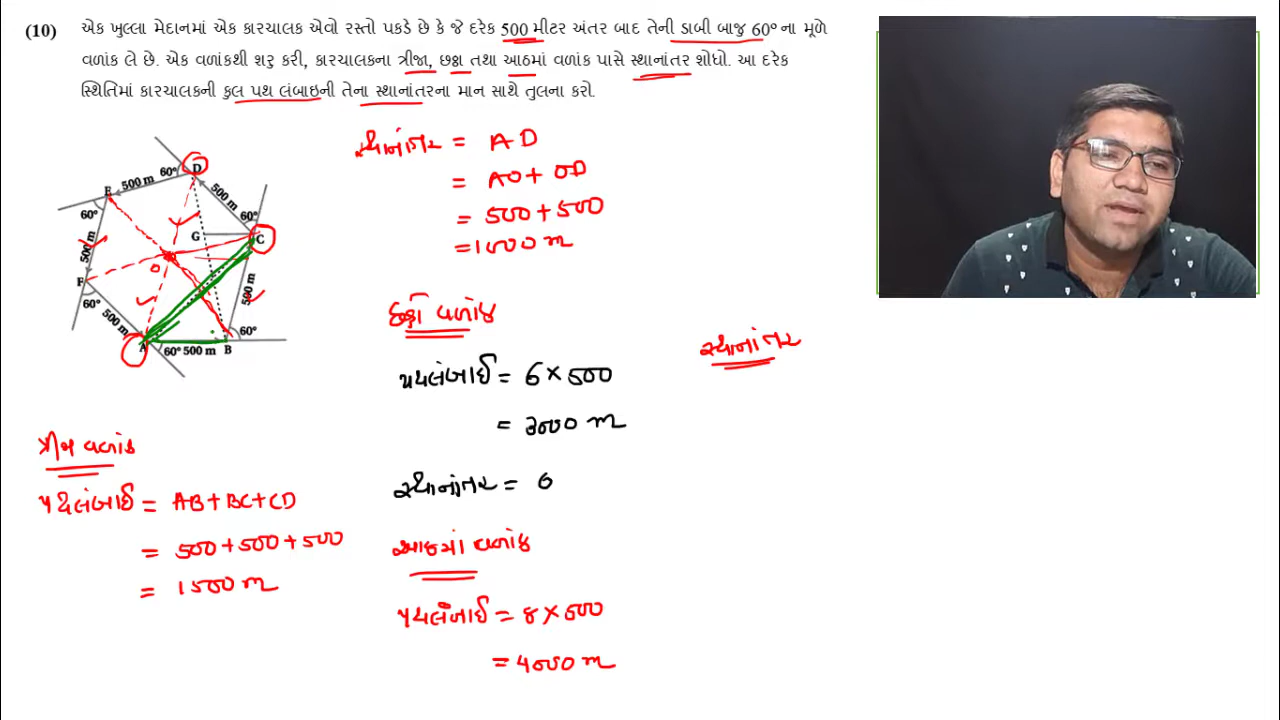 (10) એક ખુલ્લા મેદાનમાં એક કારચાલક એવો રસ્તો પકડે છે કે જે દરેક 500 મીટર અંતર બાદ તેની ડાબી બાજુ 60° ના મૂળે
વળાંક લે છે. એક વળાંકથી શરુ કરી, કારચાલકના ત્રીજા, છઠ્ઠા તથા આઠમાં વળાંક પાસે સ્થાનાંતર શોધો. આ દરેક
સ્થિતિમાં કારચાલકની કુલ પથ લંબાઇની તેના સ્થાનાંતરના માન સાથે તુલના કરો.
સ્થાનાંતર = AD
= AO + OD
= 500 + 500
= 1000 m
D
60°
500 m
500 m
E
60°
60°
G
C
500 m
O
500 m
F
60°
500 m
60°
A
60° 500 m B
છઠ્ઠો વળાંક
પથલંબાઈ = 6 × 500
= 3000 m
સ્થાનાંતર = 0
સ્થાનાંતર
ત્રીજો વળાંક
પથલંબાઈ = AB + BC + CD
= 500 + 500 + 500
= 1500 m
આઠમાં વળાંક
પથલંબાઈ = 8 × 500
= 4000 m